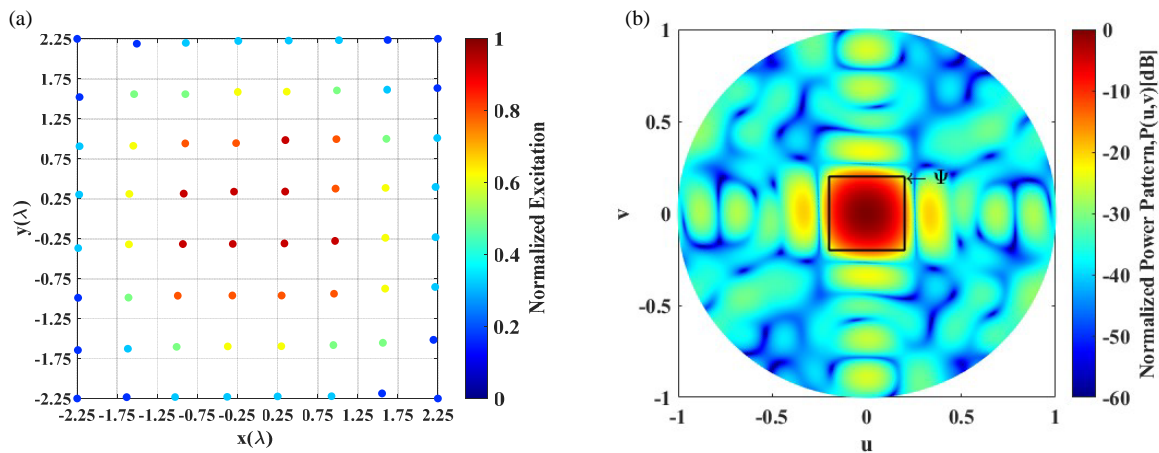 (a)
2.25
1.75
1.25
0.75
0.25
-0.25
-0.75
-1.25
-1.75
-2.25
y(λ)
-2.25 -1.75 -1.25 -0.75 -0.25 0.25 0.75 1.25 1.75 2.25
x(λ)
1
0.8
0.6
0.4
0.2
0
Normalized Excitation
(b)
1
0.5
0
-0.5
-1
v
← Ψ
-1 -0.5 0 0.5 1
u
0
-10
-20
-30
-40
-50
-60
Normalized Power Pattern,P(u,v)[dB]